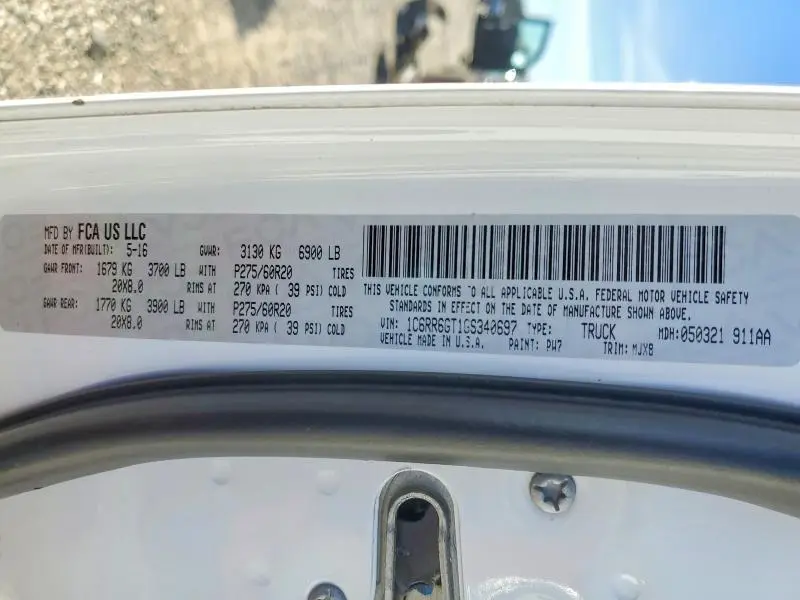 MFD BY FCA US LLC
DATE OF MFR(BUILT): 5-16 GVWR: 3130 KG 6900 LB
GAWR FRONT: 1679 KG 3700 LB WITH P275/60R20 TIRES
20X8.0 RIMS AT 270 KPA ( 39 PSI) COLD
GAWR REAR: 1770 KG 3900 LB WITH P275/60R20 TIRES
20X8.0 RIMS AT 270 KPA ( 39 PSI) COLD
THIS VEHICLE CONFORMS TO ALL APPLICABLE U.S.A. FEDERAL MOTOR VEHICLE SAFETY
STANDARDS IN EFFECT ON THE DATE OF MANUFACTURE SHOWN ABOVE.
VIN: 1C6RR6GT1GS340697 TYPE: TRUCK MDH:050321 911AA
VEHICLE MADE IN U.S.A. PAINT: PW7 TRIM: MJX8